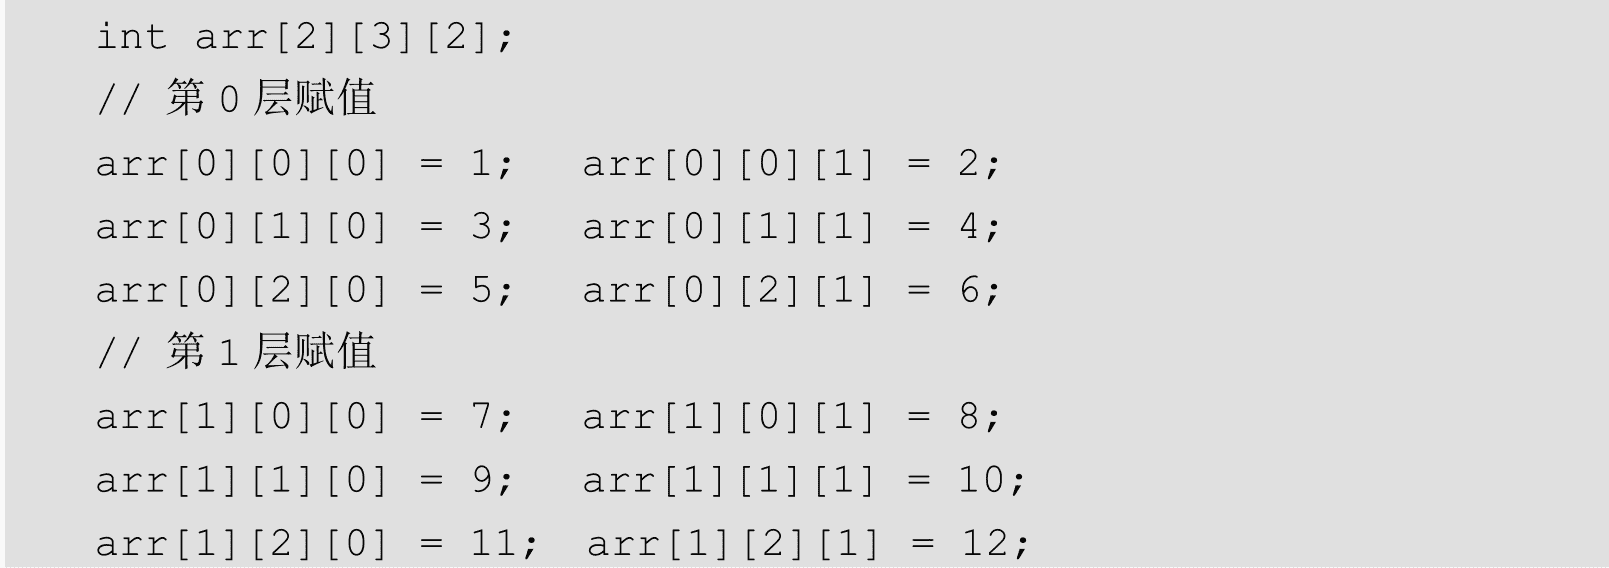 int arr[2][3][2];
// 第 0 层赋值
arr[0][0][0] = 1;   arr[0][0][1] = 2;
arr[0][1][0] = 3;   arr[0][1][1] = 4;
arr[0][2][0] = 5;   arr[0][2][1] = 6;
// 第 1 层赋值
arr[1][0][0] = 7;   arr[1][0][1] = 8;
arr[1][1][0] = 9;   arr[1][1][1] = 10;
arr[1][2][0] = 11;  arr[1][2][1] = 12;